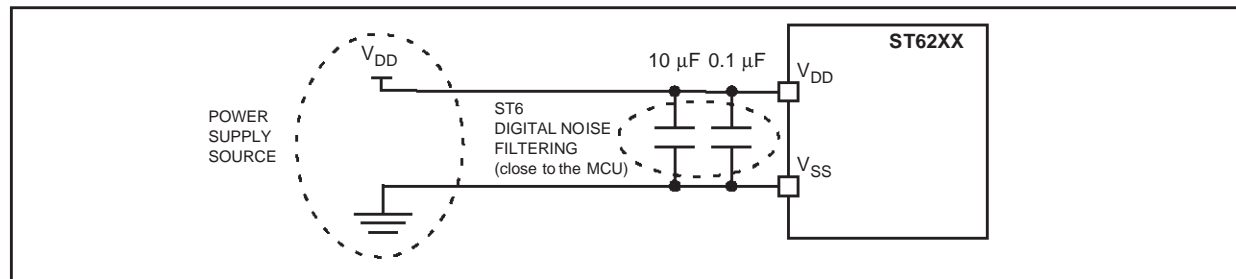 ST62XX
V_DD
10 μF 0.1 μF
V_DD
POWER
SUPPLY
SOURCE
ST6
DIGITAL NOISE
FILTERING
(close to the MCU)
V_SS